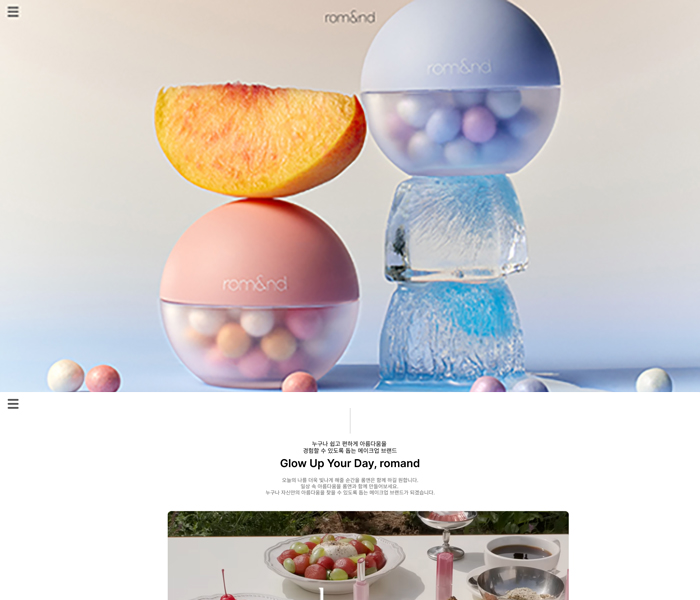 rom&nd
rom&nd
rom&nd
누구나 쉽고 편하게 아름다움을
경험할 수 있도록 돕는 메이크업 브랜드
Glow Up Your Day, romand
오늘의 나를 더욱 빛나게 해줄 순간을 롬앤은 함께 하길 원합니다.
일상 속 아름다움을 롬앤과 함께 만들어보세요.
누구나 자신만의 아름다움을 찾을 수 있도록 돕는 메이크업 브랜드가 되겠습니다.